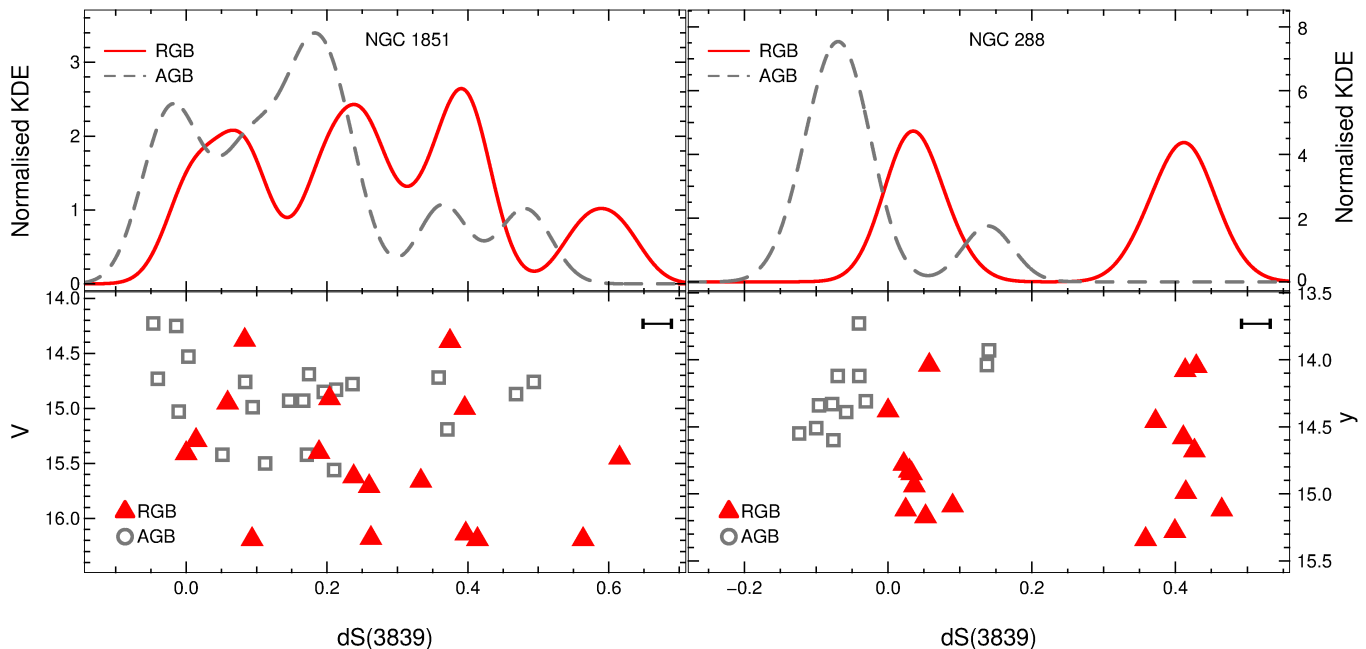 NGC 1851
RGB
AGB
Normalised KDE
3
2
1
0
NGC 288
RGB
AGB
Normalised KDE
8
6
4
2
0
14.0
14.5
15.0
15.5
16.0
V
RGB
AGB
0.0 0.2 0.4 0.6
dS(3839)
13.5
14.0
14.5
15.0
15.5
y
RGB
AGB
−0.2 0.0 0.2 0.4
dS(3839)